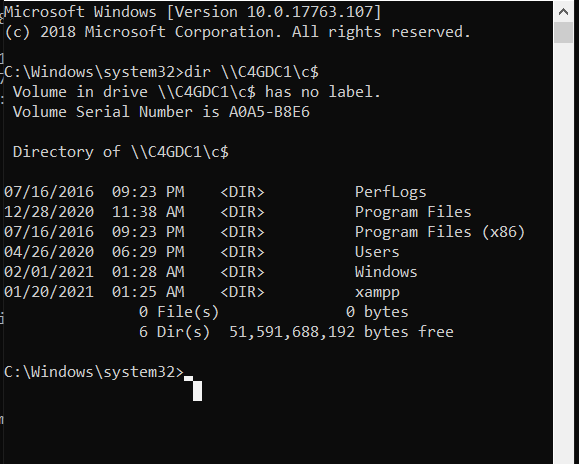 Microsoft Windows [Version 10.0.17763.107]
(c) 2018 Microsoft Corporation. All rights reserved.
C:\Windows\system32>dir \\C4GDC1\c$
 Volume in drive \\C4GDC1\c$ has no label.
 Volume Serial Number is A0A5-B8E6
 Directory of \\C4GDC1\c$
07/16/2016  09:23 PM    <DIR>          PerfLogs
12/28/2020  11:38 AM    <DIR>          Program Files
07/16/2016  09:23 PM    <DIR>          Program Files (x86)
04/26/2020  06:29 PM    <DIR>          Users
02/01/2021  01:28 AM    <DIR>          Windows
01/20/2021  01:25 AM    <DIR>          xampp
               0 File(s)              0 bytes
               6 Dir(s)  51,591,688,192 bytes free
C:\Windows\system32>